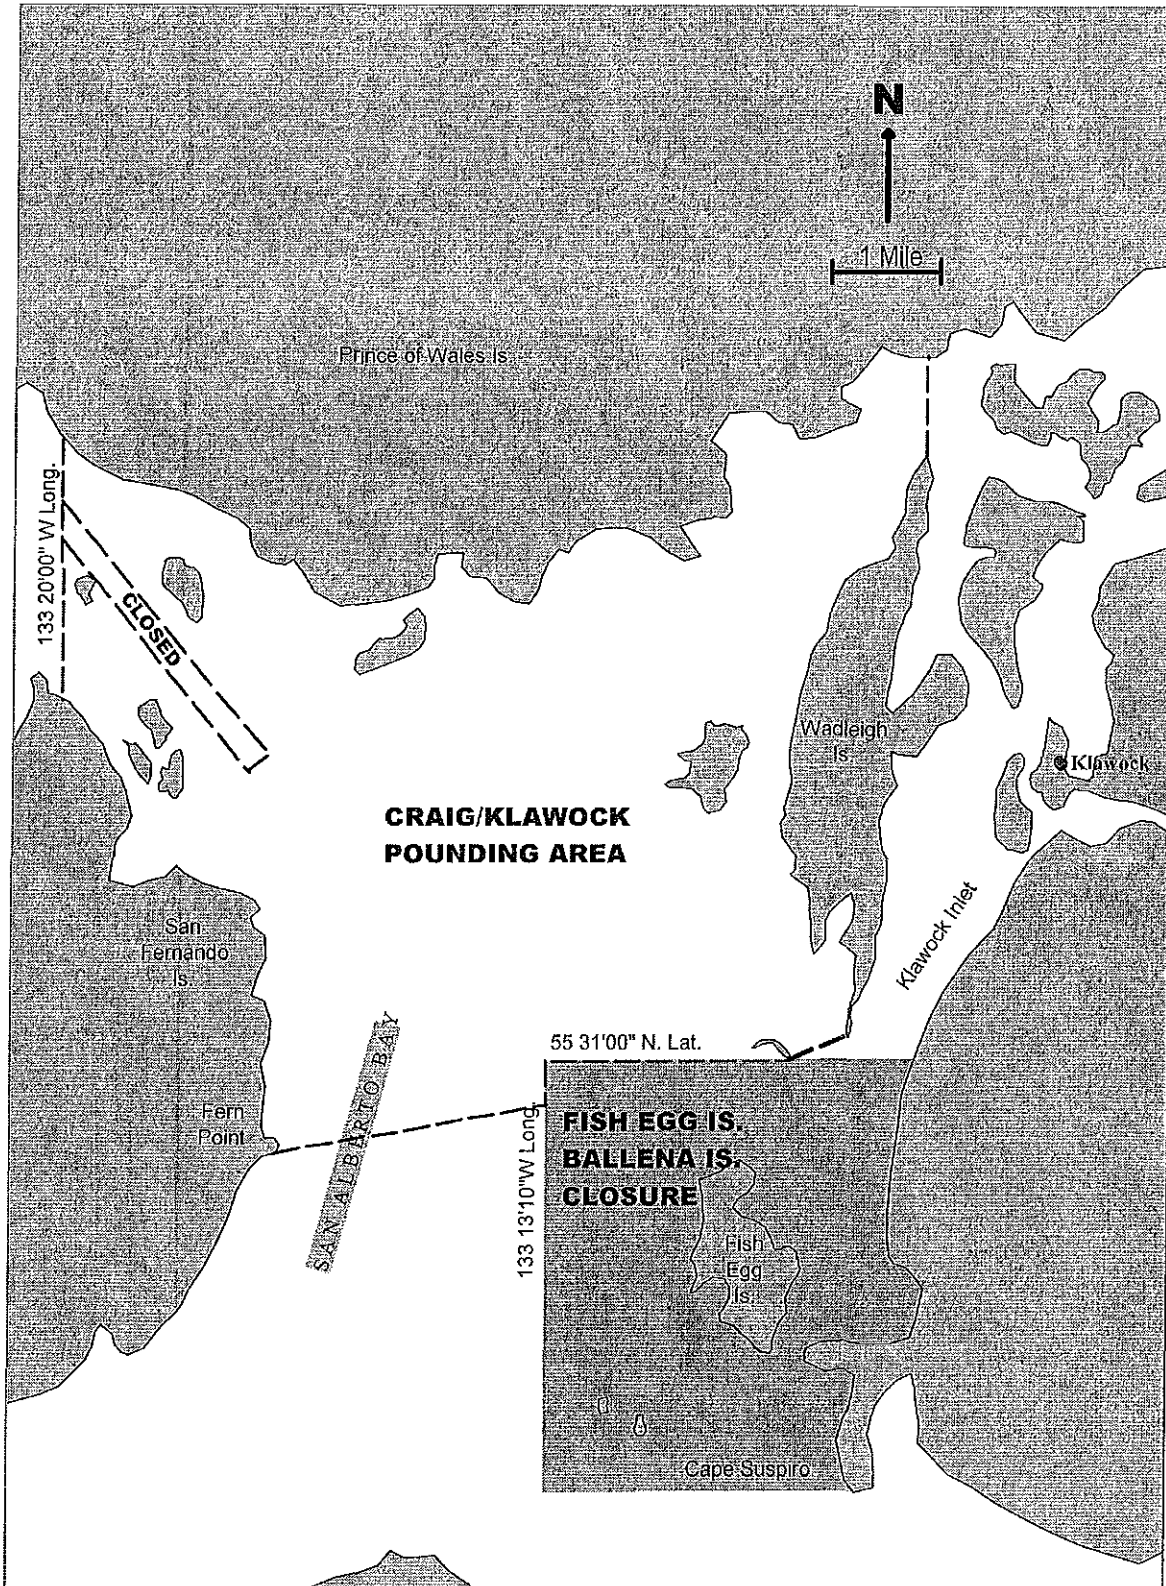 N
1 Mile
Prince of Wales Is
133 20'00" W Long.
CLOSED
Wadleigh
Is.
Klawock
CRAIG/KLAWOCK
POUNDING AREA
San
Fernando
Is.
Klawock Inlet
SAN ALBARTO BAY
55 31'00" N. Lat.
Fern
Point
133 13'10"W Long.
FISH EGG IS.
BALLENA IS.
CLOSURE
Fish
Egg
Is.
Cape Suspiro